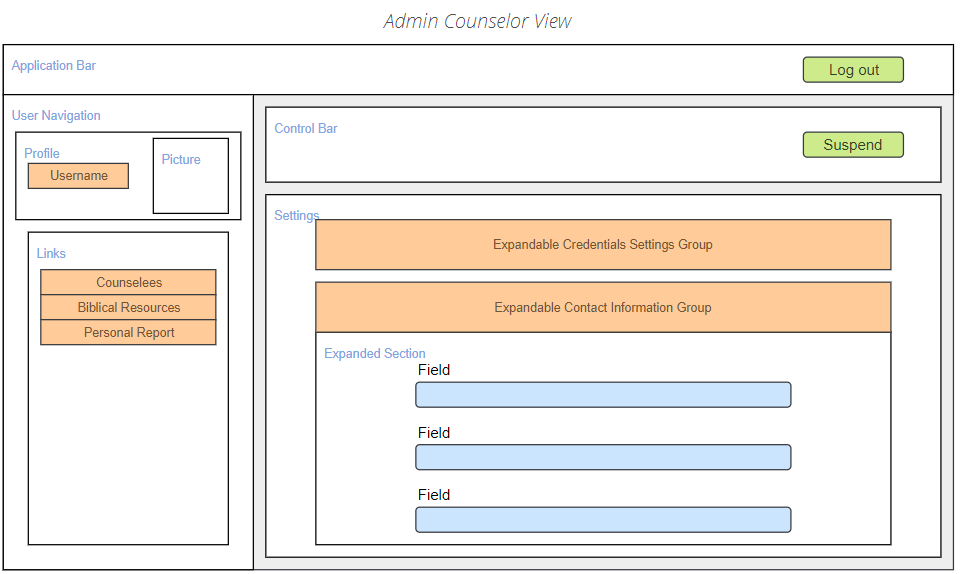 Admin Counselor View
Application Bar
Log out
User Navigation
Profile
Username
Picture
Links
Counselees
Biblical Resources
Personal Report
Control Bar
Suspend
Settings
Expandable Credentials Settings Group
Expandable Contact Information Group
Expanded Section
Field
Field
Field